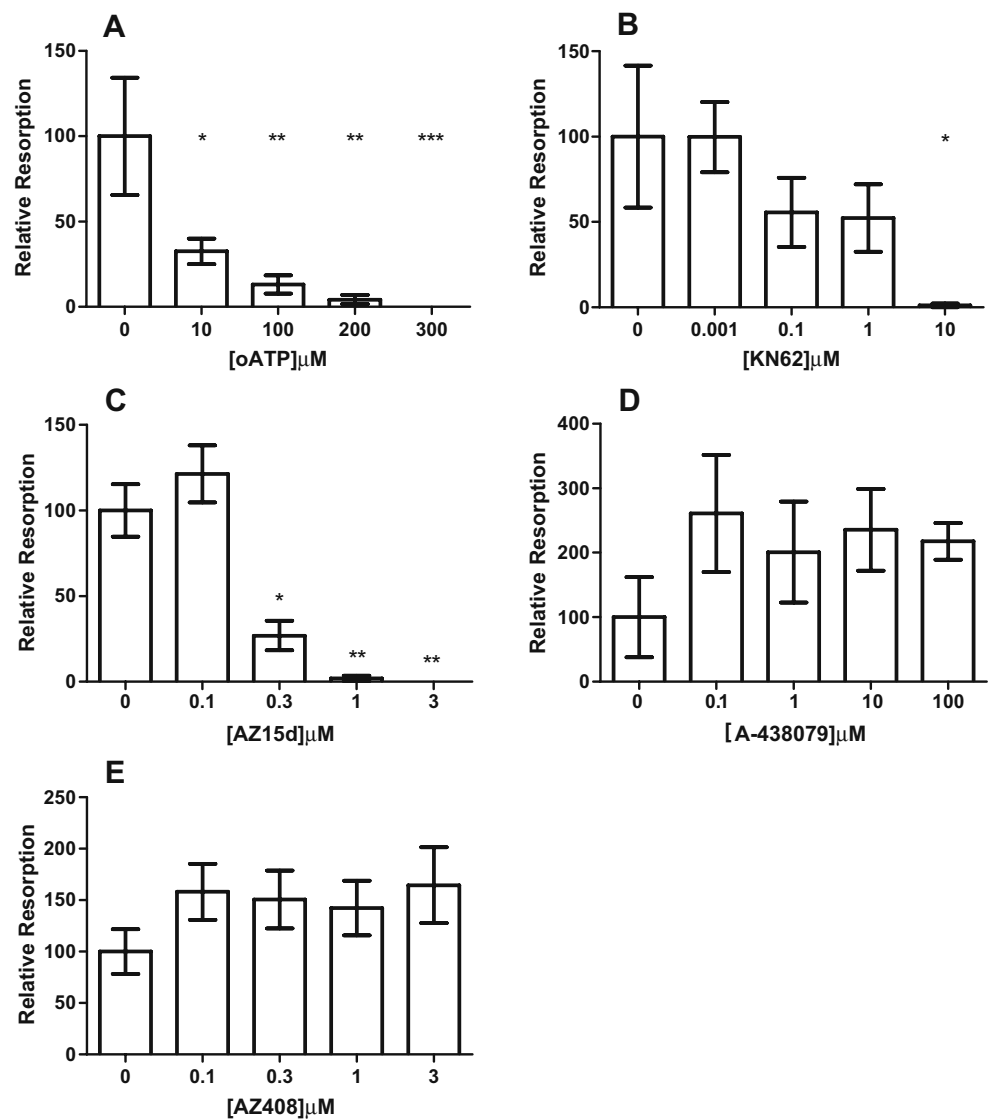 A
Relative Resorption
150
100
50
0
* ** ** ***
0 10 100 200 300
[oATP]μM
B
Relative Resorption
150
100
50
0
*
0 0.001 0.1 1 10
[KN62]μM
C
Relative Resorption
150
100
50
0
*
** **
0 0.1 0.3 1 3
[AZ15d]μM
D
Relative Resorption
400
300
200
100
0
0 0.1 1 10 100
[A-438079]μM
E
Relative Resorption
250
200
150
100
50
0
0 0.1 0.3 1 3
[AZ408]μM